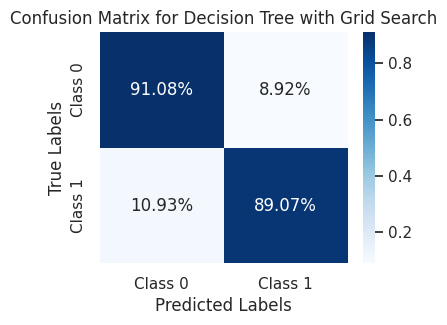 Confusion Matrix for Decision Tree with Grid Search
True Labels
Class 0
Class 1
91.08%
8.92%
10.93%
89.07%
0.8
0.6
0.4
0.2
Class 0
Class 1
Predicted Labels